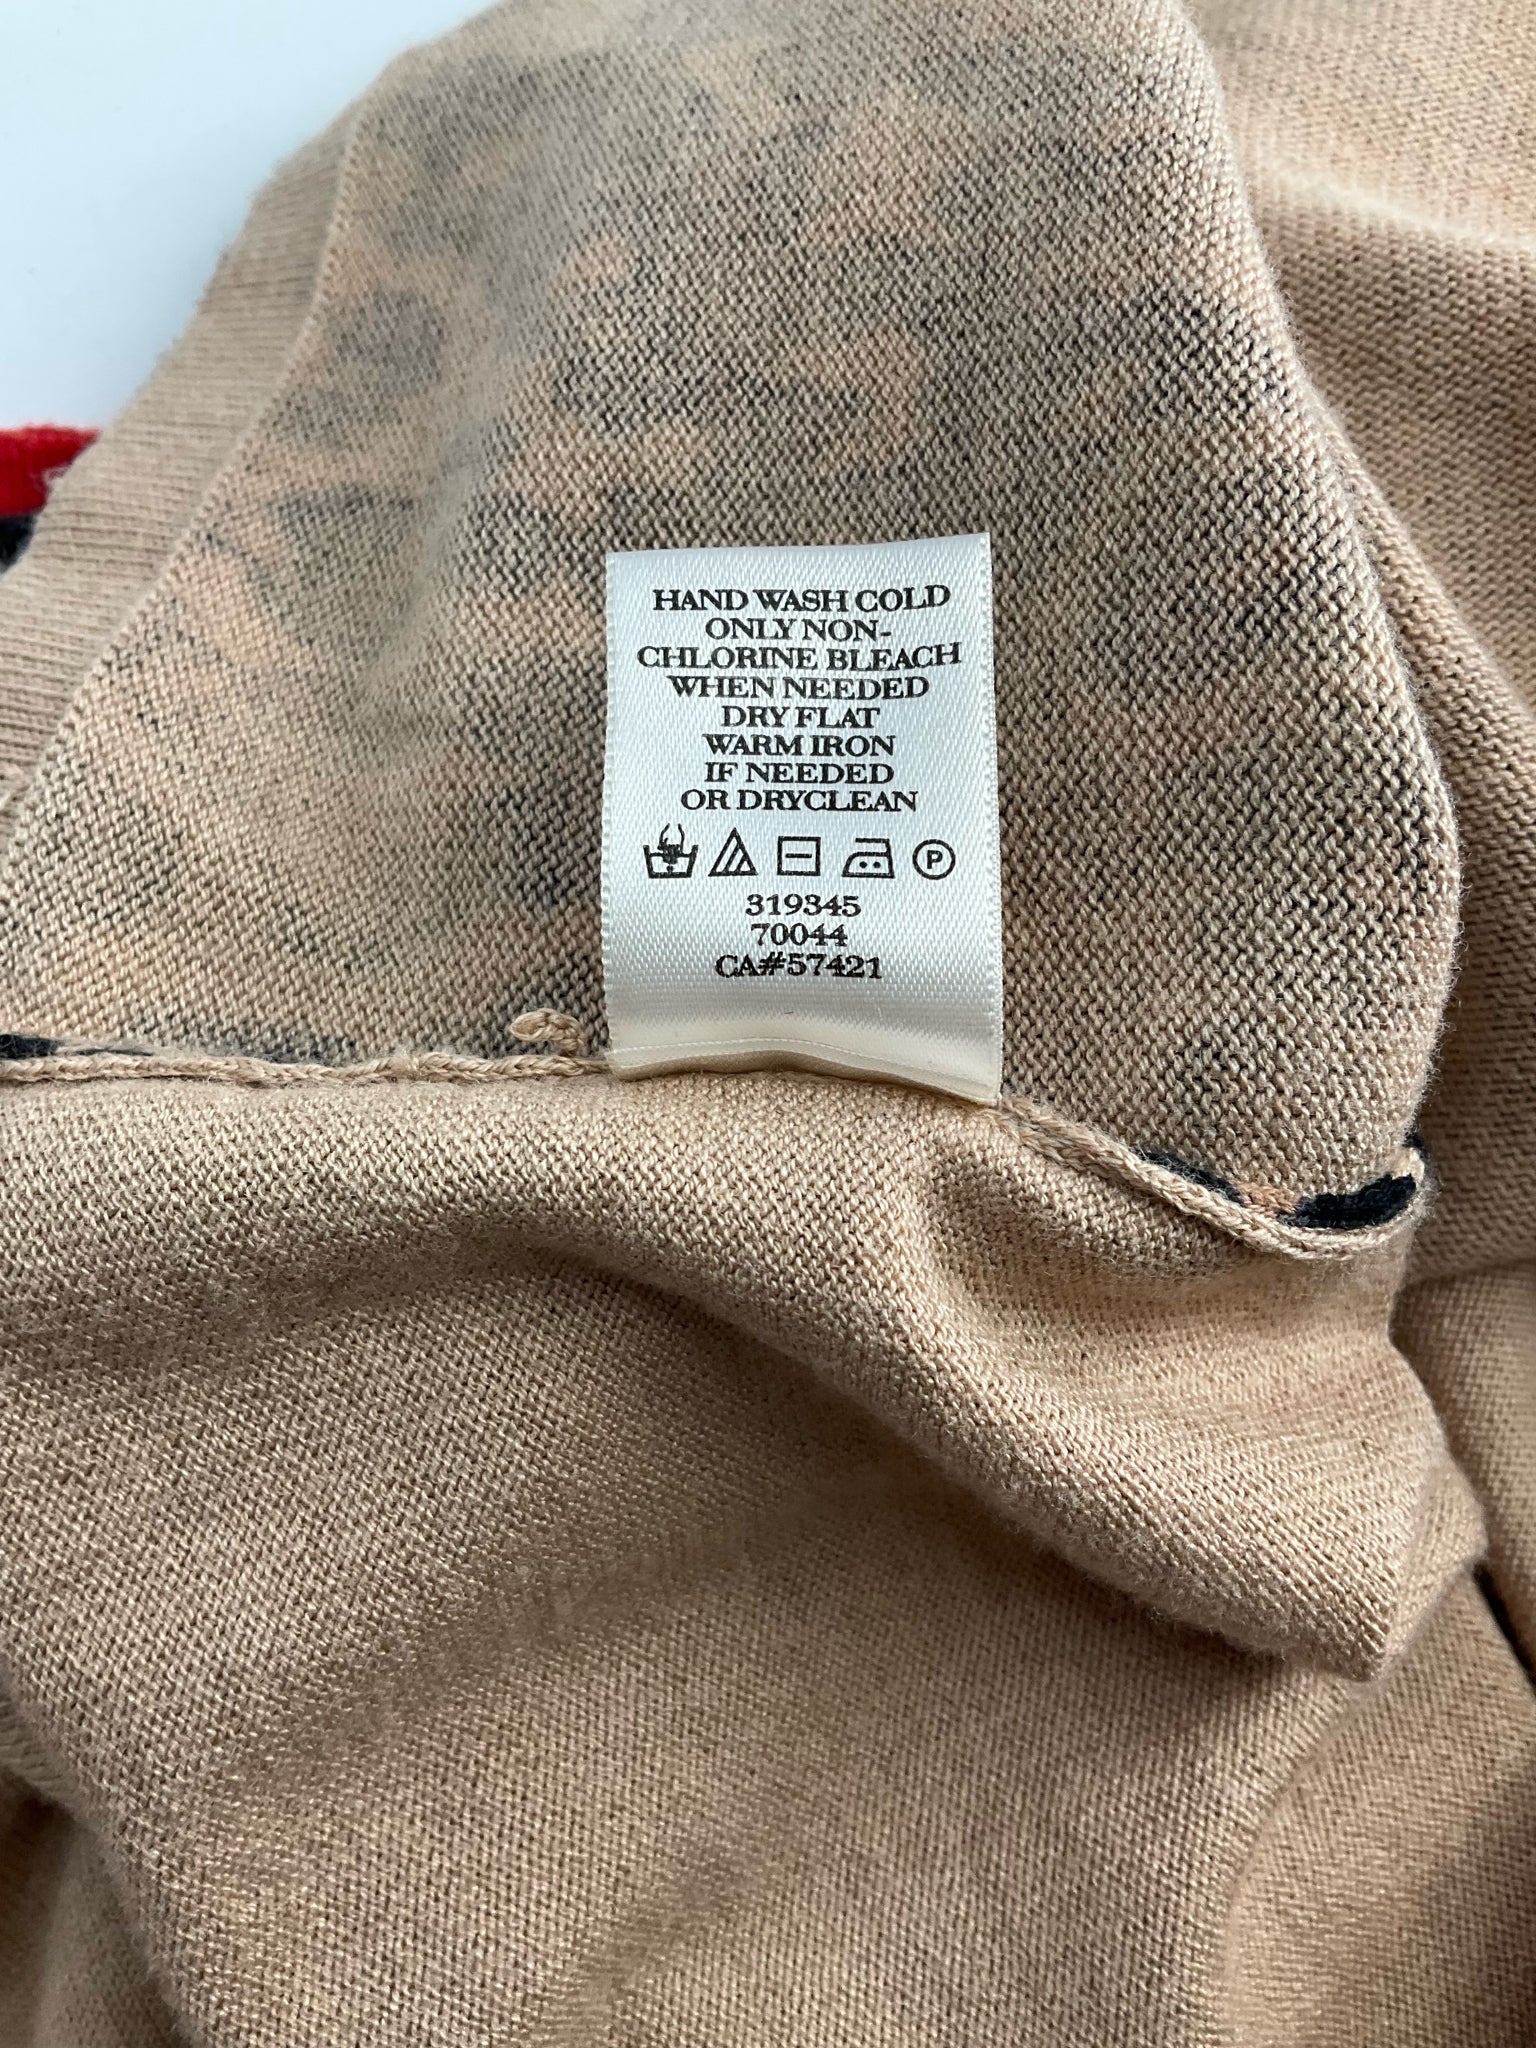 HAND WASH COLD
ONLY NON-
CHLORINE BLEACH
WHEN NEEDED
DRY FLAT
WARM IRON
IF NEEDED
OR DRYCLEAN
P
319345
70044
CA#57421